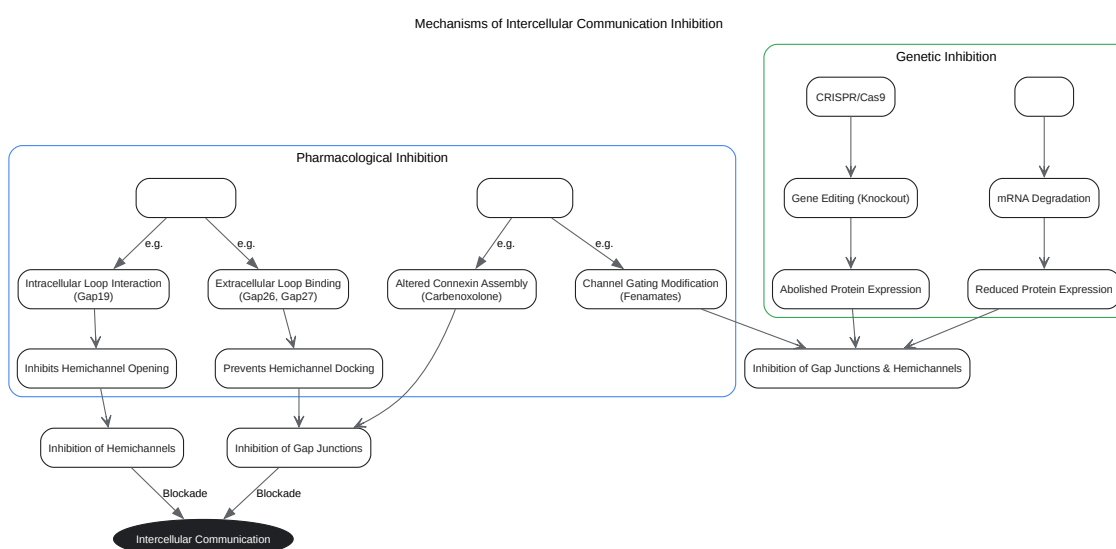 Mechanisms of Intercellular Communication Inhibition
Genetic Inhibition
CRISPR/Cas9
Pharmacological Inhibition
Gene Editing (Knockout)
mRNA Degradation
e.g.
e.g.
e.g.
e.g.
Intracellular Loop Interaction
(Gap19)
Extracellular Loop Binding
(Gap26, Gap27)
Altered Connexin Assembly
(Carbenoxolone)
Channel Gating Modification
(Fenamates)
Abolished Protein Expression
Reduced Protein Expression
Inhibits Hemichannel Opening
Prevents Hemichannel Docking
Inhibition of Gap Junctions & Hemichannels
Inhibition of Hemichannels
Inhibition of Gap Junctions
Blockade
Blockade
Intercellular Communication